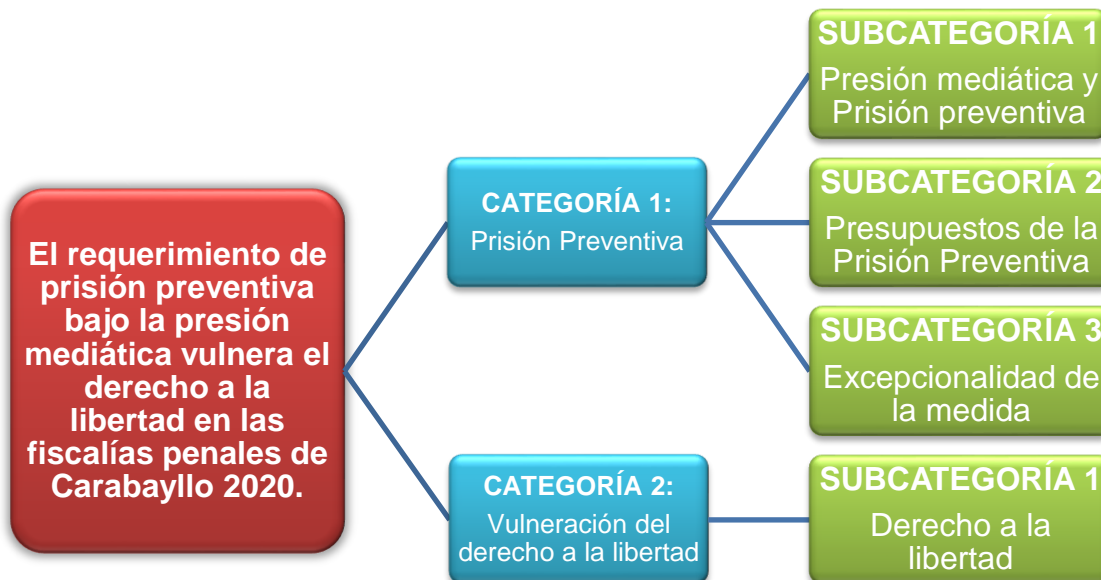 El requerimiento de
prisión preventiva
bajo la presión
mediática vulnera el
derecho a la
libertad en las
fiscalías penales de
Carabayllo 2020.
CATEGORÍA 1:
Prisión Preventiva
SUBCATEGORÍA 1
Presión mediática y
Prisión preventiva
SUBCATEGORÍA 2
Presupuestos de la
Prisión Preventiva
SUBCATEGORÍA 3
Excepcionalidad de
la medida
CATEGORÍA 2:
Vulneración del
derecho a la libertad
SUBCATEGORÍA 1
Derecho a la
libertad